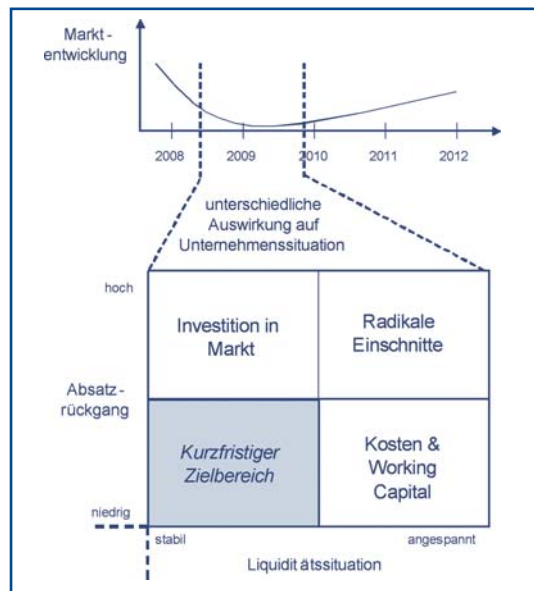 Markt -
entwicklung
2008 2009 2010 2011 2012
unterschiedliche
Auswirkung auf
Unternehmenssituation
hoch
Investition in
Markt
Radikale
Einschnitte
Absatz -
rückgang
Kurzfristiger
Zielbereich
Kosten &
Working
Capital
niedrig
stabil angespannt
Liquidit ätssituation